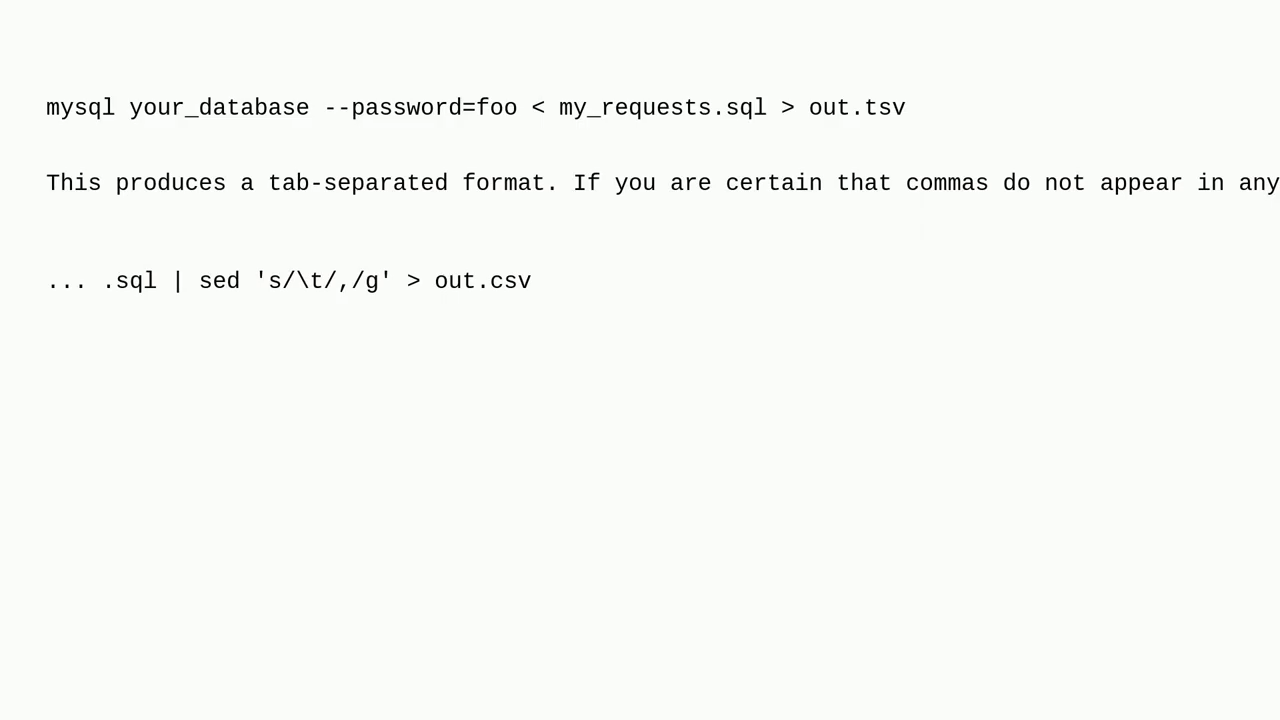 mysql your_database --password=foo < my_requests.sql > out.tsv
This produces a tab-separated format. If you are certain that commas do not appear in any
... .sql | sed 's/\t/,/g' > out.csv